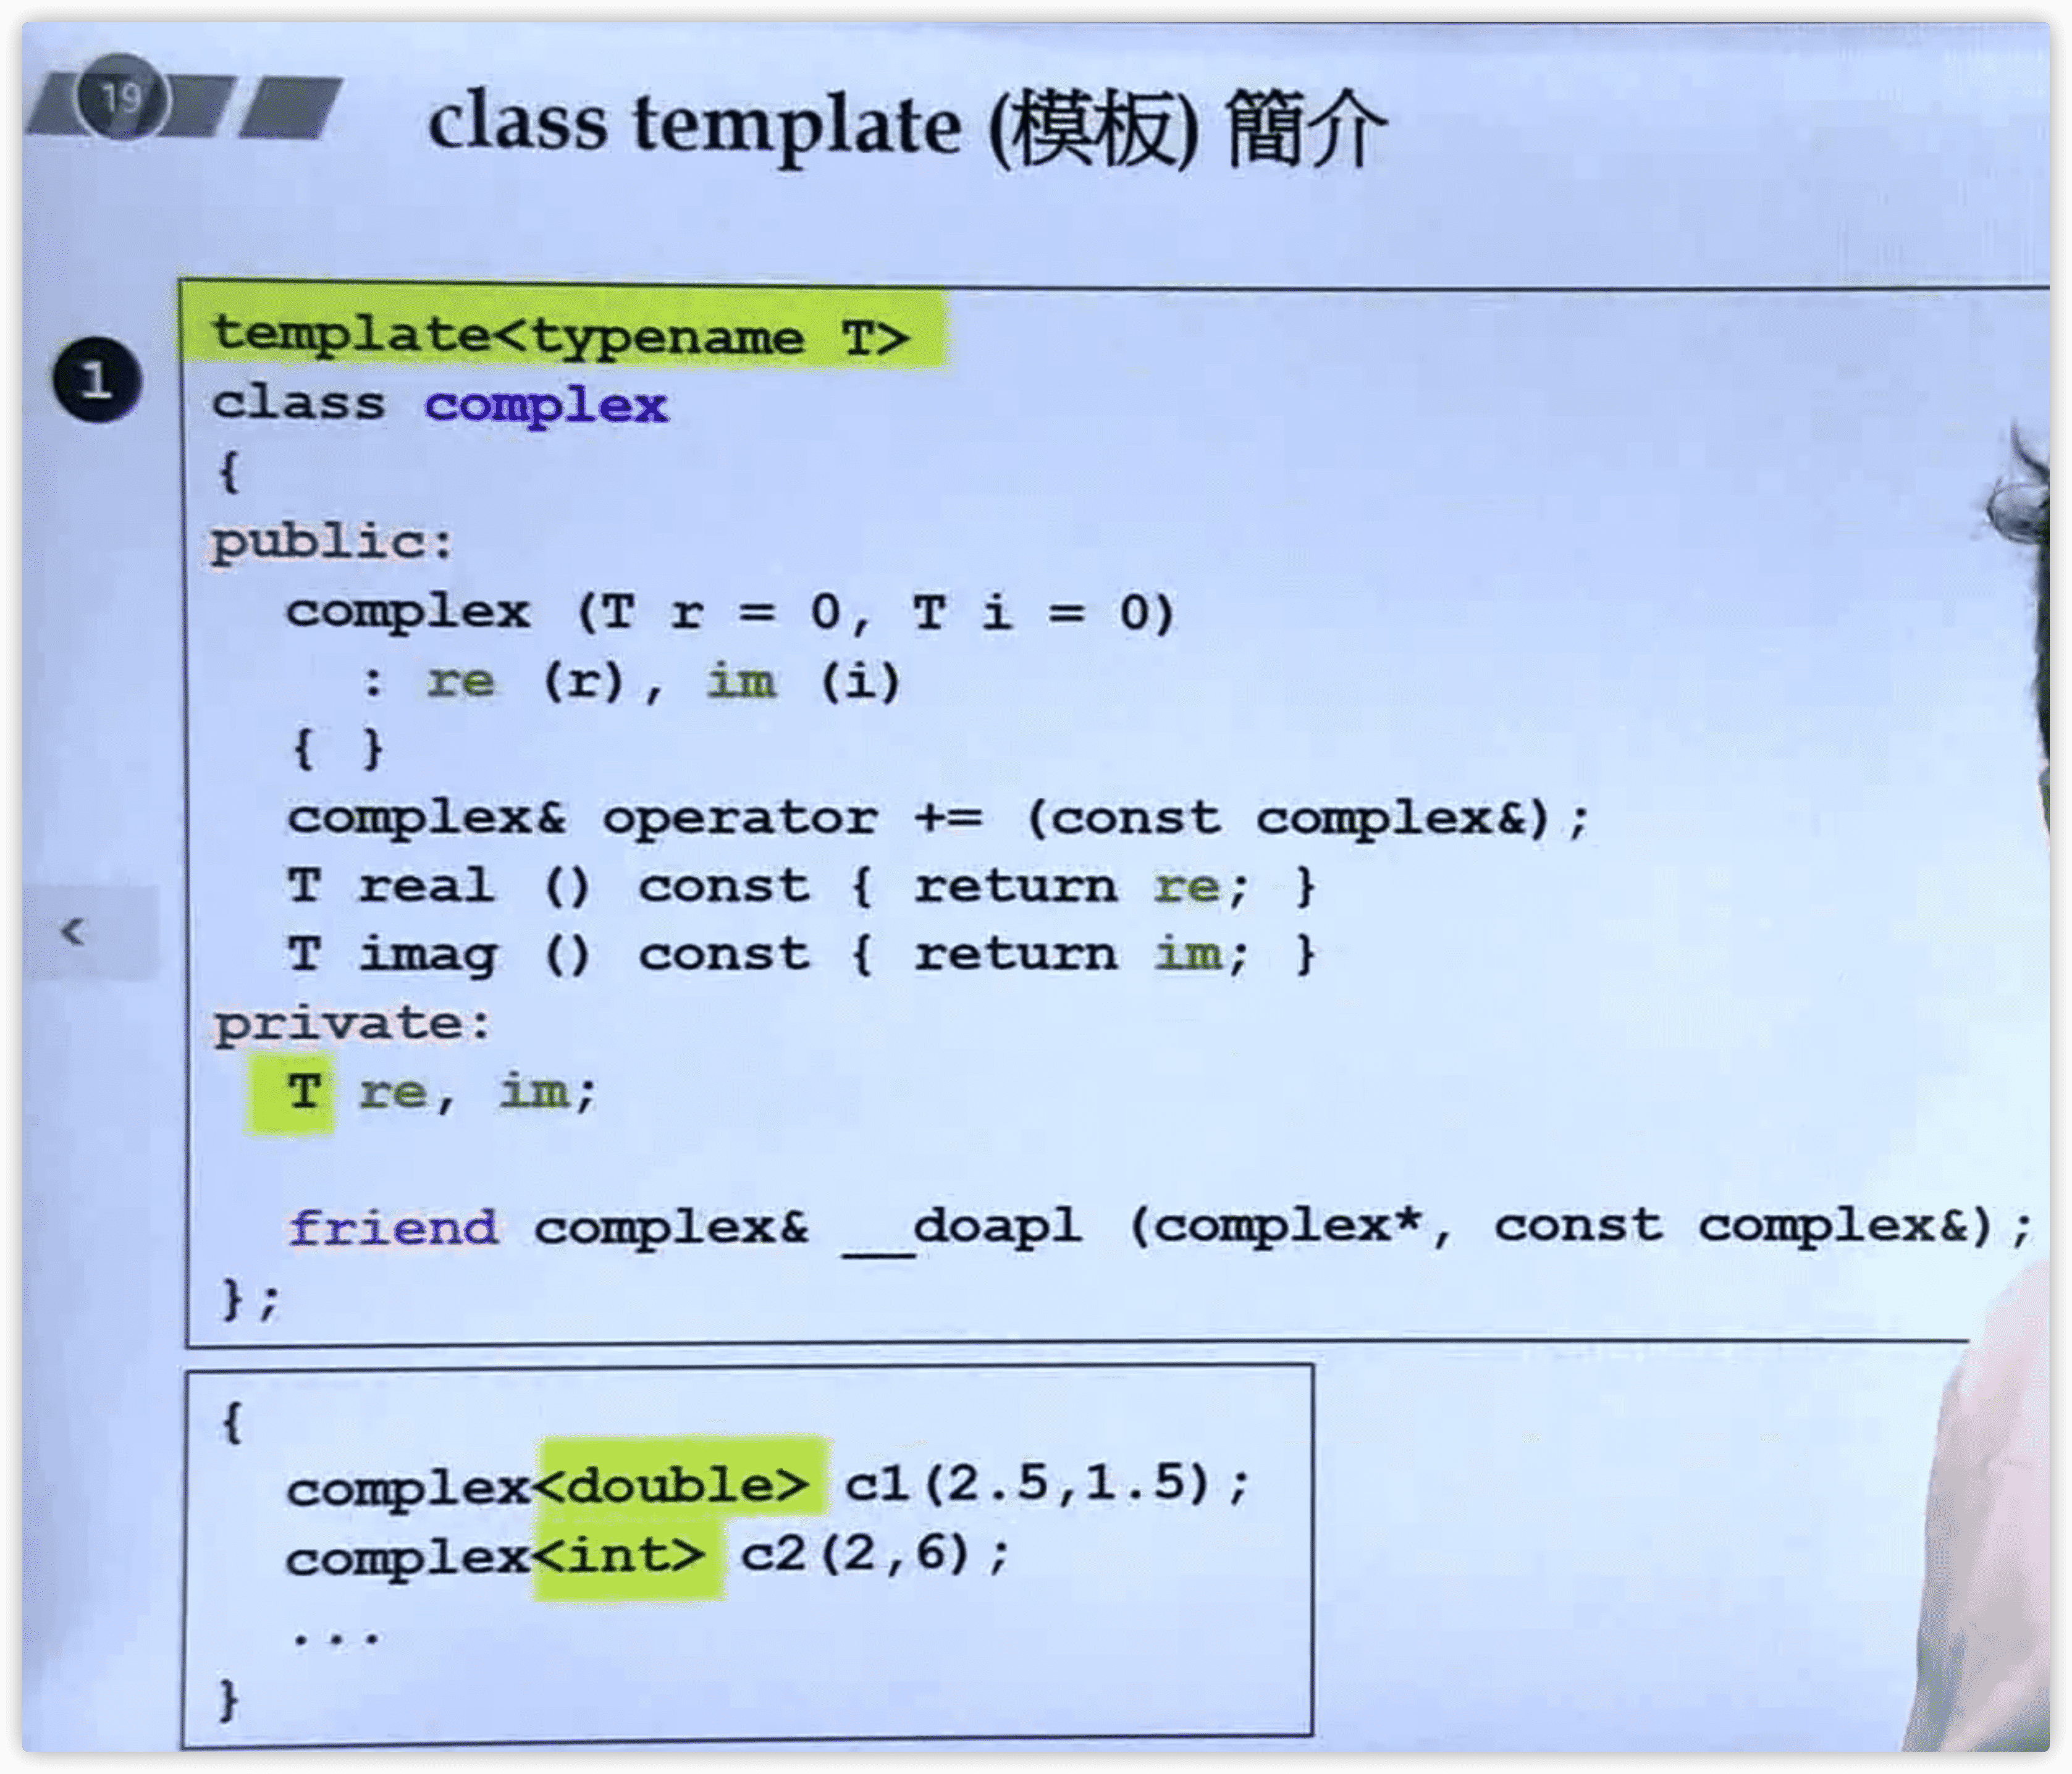 19
class template (模板) 簡介
1
template<typename T>
class complex
{
public:
complex (T r = 0, T i = 0)
: re (r), im (i)
{ }
complex& operator += (const complex&);
T real () const { return re; }
T imag () const { return im; }
private:
T re, im;
friend complex& __doapl (complex*, const complex&);
};
{
complex<double> c1(2.5,1.5);
complex<int> c2(2,6);
...
}